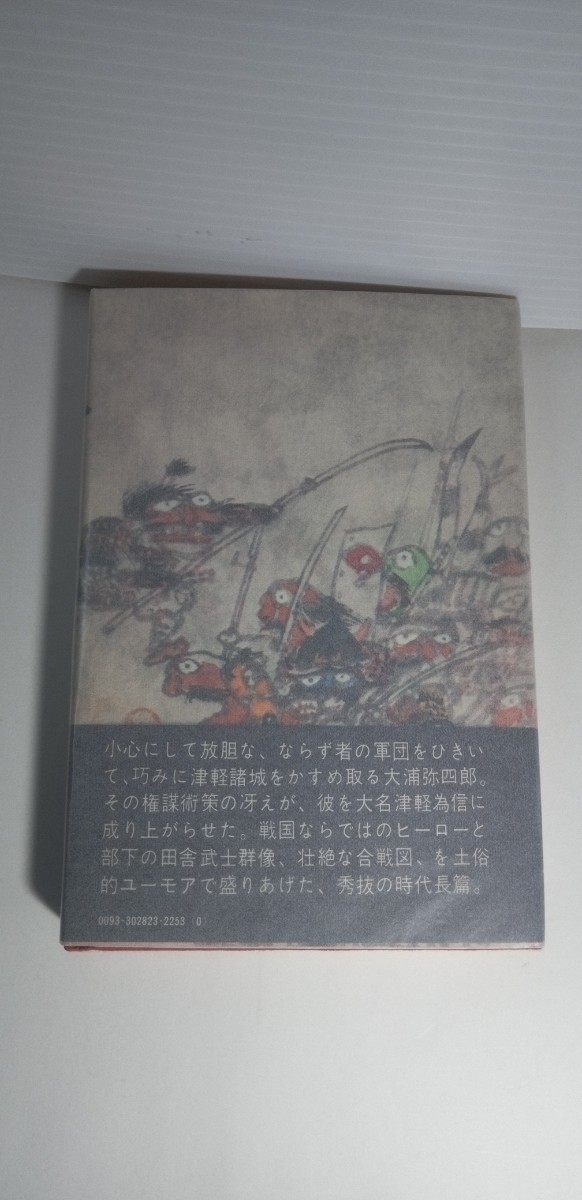 小心にして放胆な、ならず者の軍団をひきい
て、巧みに津軽諸城をかすめ取る大浦弥四郎。
その権謀術策の冴えが、彼を大名津軽為信に
成り上がらせた。戦国ならではのヒーローと
部下の田舎武士群像、壮絶な合戦図、を土俗
的ユーモアで盛りあげた、秀抜の時代長篇。
0093-302823-2253 0